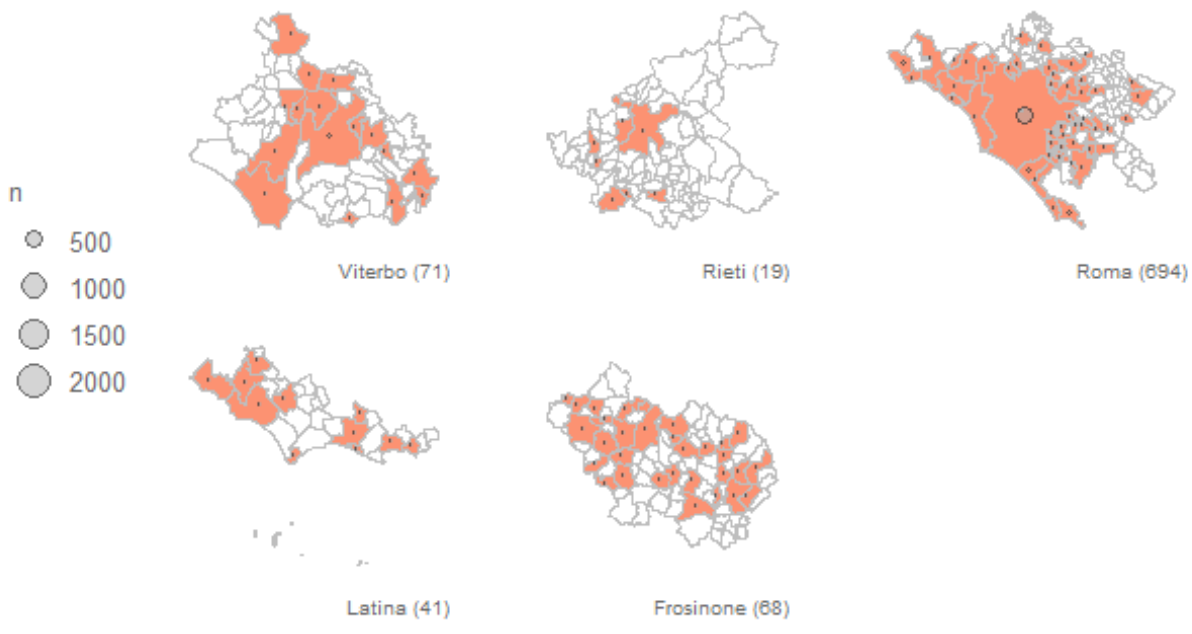 n
500
1000
1500
2000
Viterbo (71)
Rieti (19)
Roma (694)
Latina (41)
Frosinone (68)